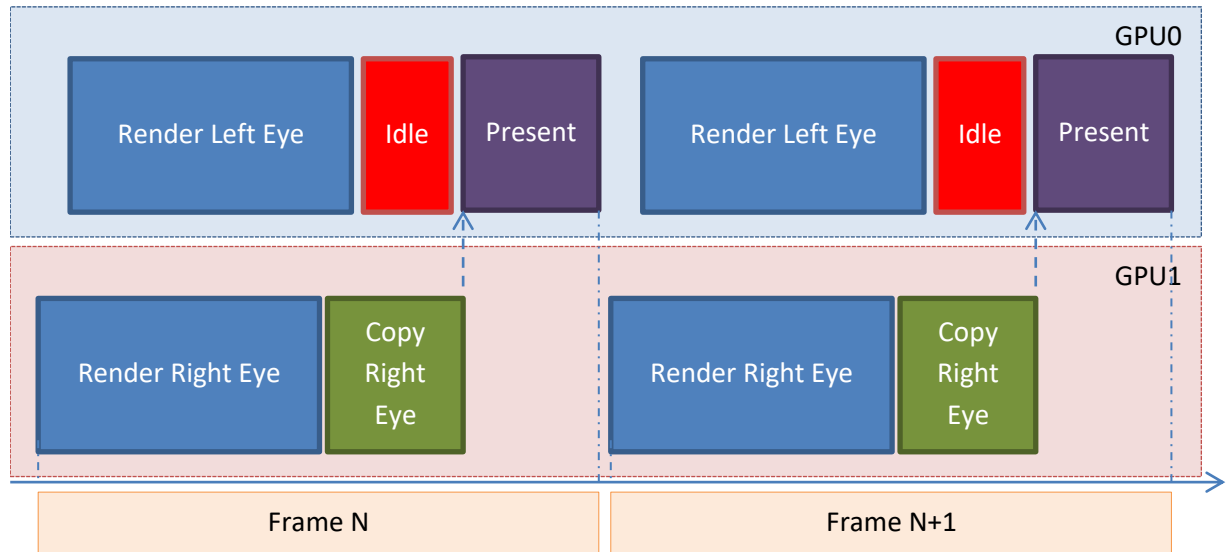 GPU0
Render Left Eye
Idle
Present
Render Left Eye
Idle
Present
GPU1
Render Right Eye
Copy
Right
Eye
Render Right Eye
Copy
Right
Eye
Frame N
Frame N+1